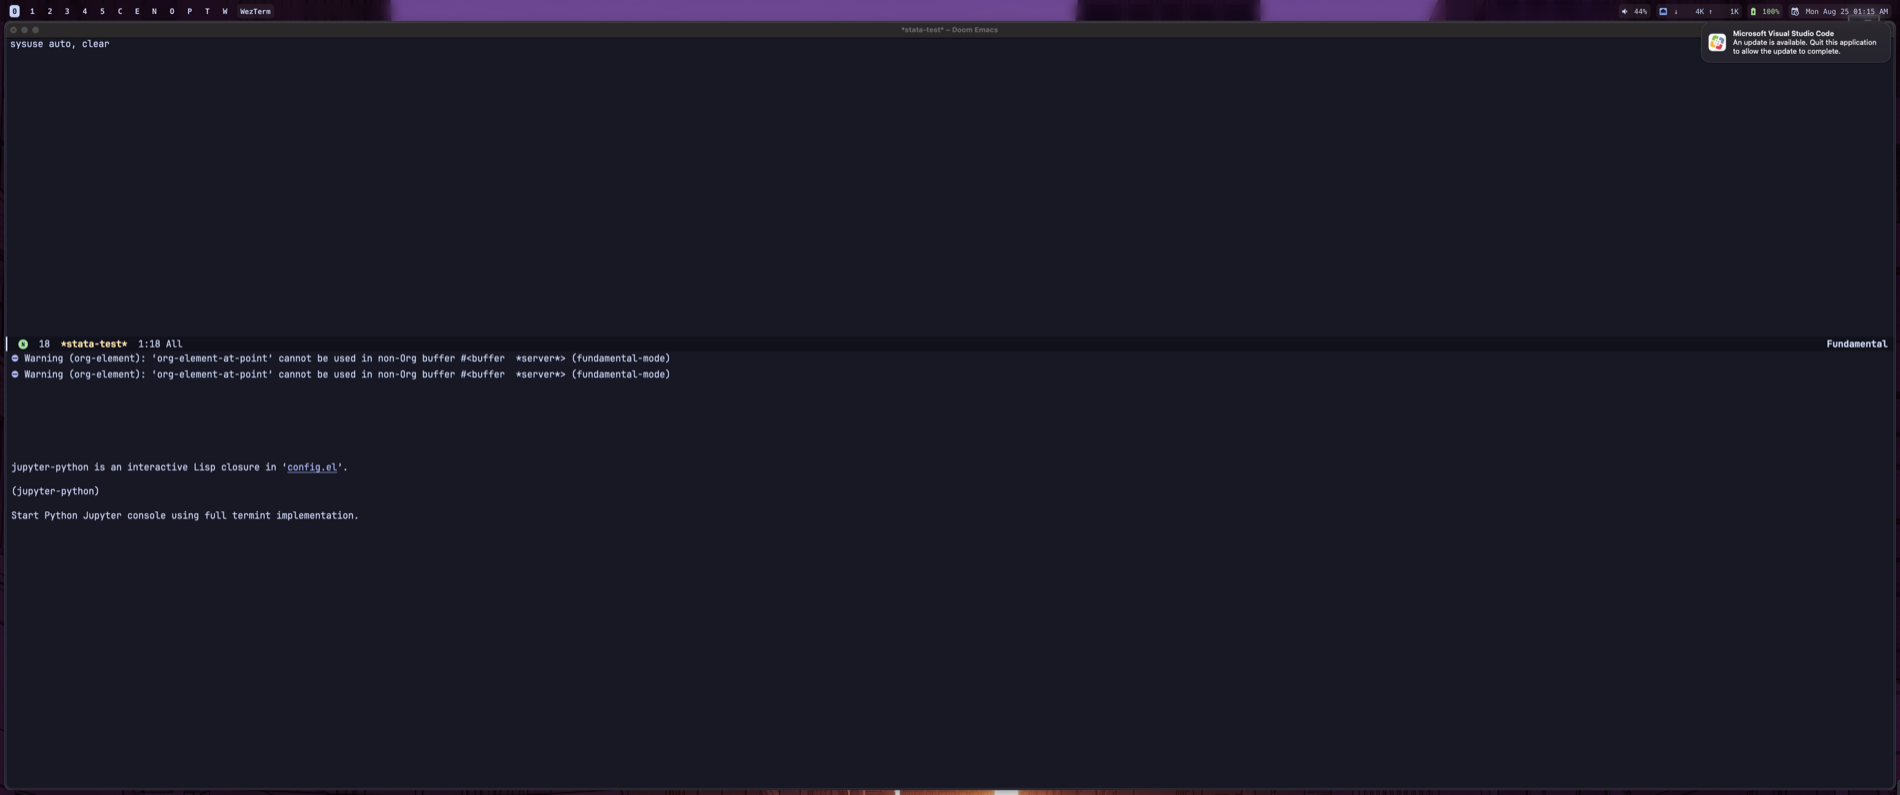 0 1 2 3 4 5 C E N O P T W WezTerm
44% ↓ 4K ↑ 1K 100% Mon Aug 25 01:15 AM
*stata-test* – Doom Emacs
Microsoft Visual Studio Code
An update is available. Quit this application
to allow the update to complete.
sysuse auto, clear
N 18 *stata-test* 1:18 All Fundamental
Warning (org-element): ‘org-element-at-point’ cannot be used in non-Org buffer #<buffer  *server*> (fundamental-mode)
Warning (org-element): ‘org-element-at-point’ cannot be used in non-Org buffer #<buffer  *server*> (fundamental-mode)
jupyter-python is an interactive Lisp closure in ‘config.el’.
(jupyter-python)
Start Python Jupyter console using full termint implementation.